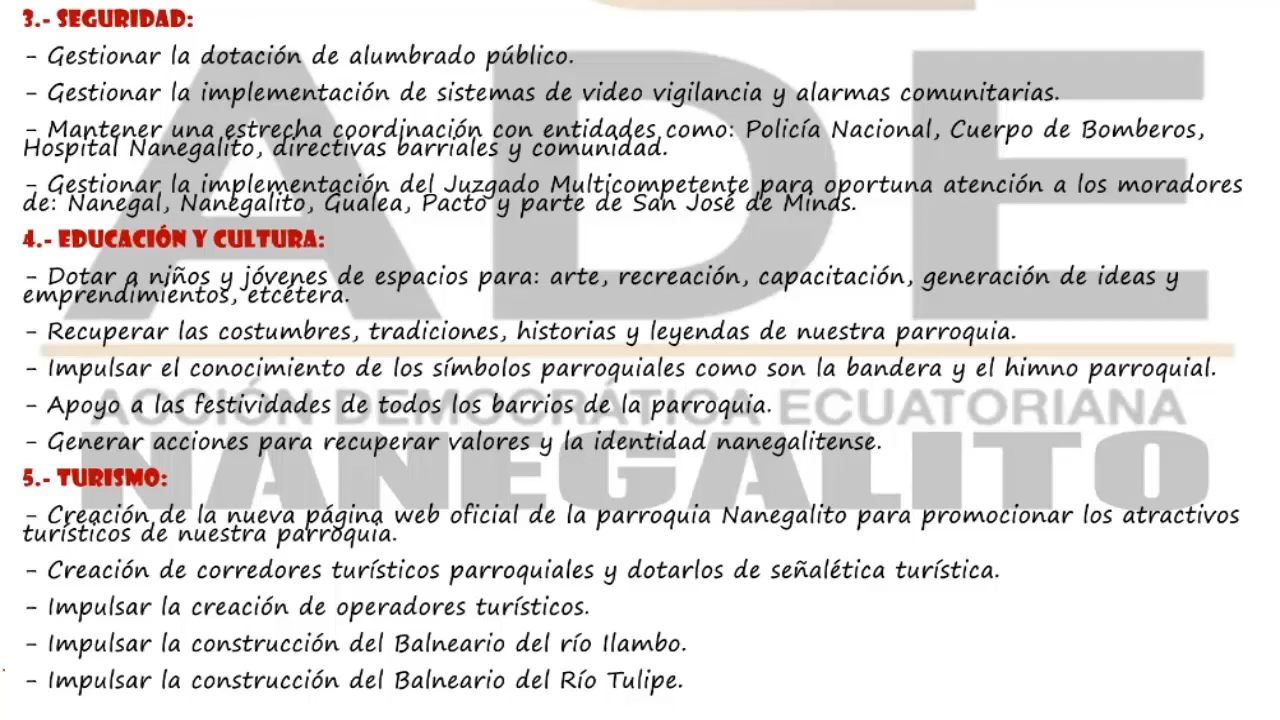 3.- SEGURIDAD:
- Gestionar la dotación de alumbrado público.
- Gestionar la implementación de sistemas de video vigilancia y alarmas comunitarias.
- Mantener una estrecha coordinación con entidades como: Policía Nacional, Cuerpo de Bomberos,
Hospital Nanegalito, directivas barriales y comunidad.
- Gestionar la implementación del Juzgado Multicompetente para oportuna atención a los moradores
de: Nanegal, Nanegalito, Gualea, Pacto y parte de San José de Minds.
4.- EDUCACIÓN Y CULTURA:
- Dotar a niños y jóvenes de espacios para: arte, recreación, capacitación, generación de ideas y
emprendimientos, etcétera.
- Recuperar las costumbres, tradiciones, historias y leyendas de nuestra parroquia.
- Impulsar el conocimiento de los símbolos parroquiales como son la bandera y el himno parroquial.
- Apoyo a las festividades de todos los barrios de la parroquia.
- Generar acciones para recuperar valores y la identidad nanegalitense.
5.- TURISMO:
- Creación de la nueva página web oficial de la parroquia Nanegalito para promocionar los atractivos
turísticos de nuestra parroquia.
- Creación de corredores turísticos parroquiales y dotarlos de señalética turística.
- Impulsar la creación de operadores turísticos.
- Impulsar la construcción del Balneario del río Ilambo.
- Impulsar la construcción del Balneario del Río Tulipe.
ADE
ACCIÓN DEMOCRÁTICA ECUATORIANA
NANEGALITO